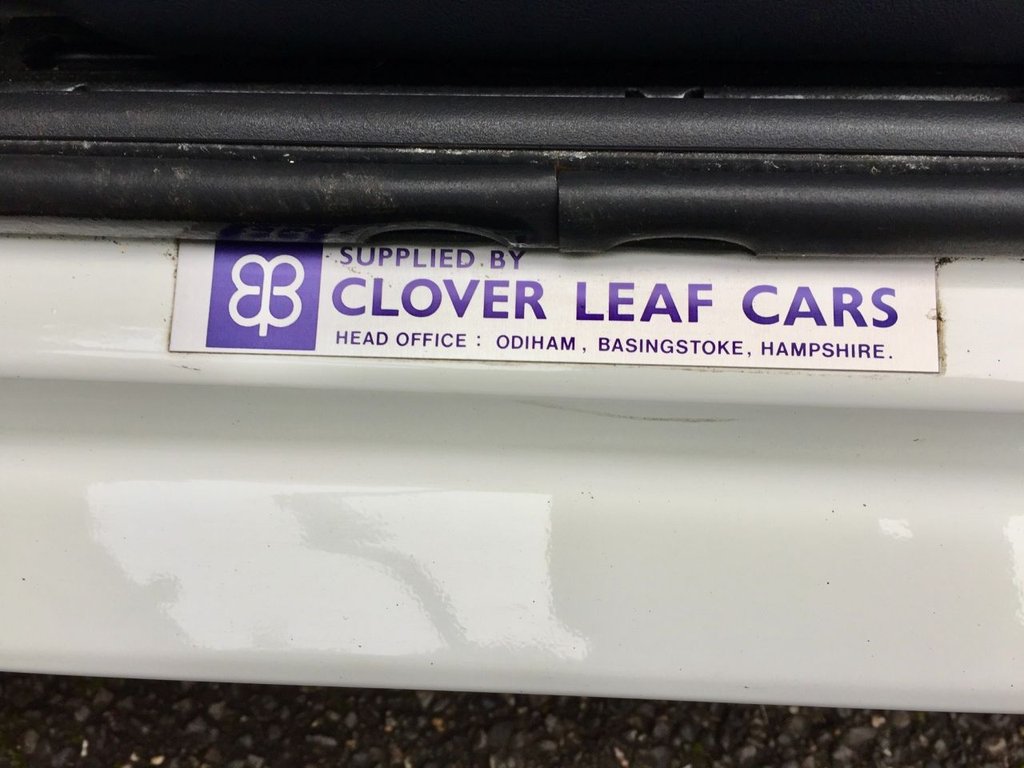 SUPPLIED BY
CLOVER LEAF CARS
HEAD OFFICE : ODIHAM, BASINGSTOKE, HAMPSHIRE.